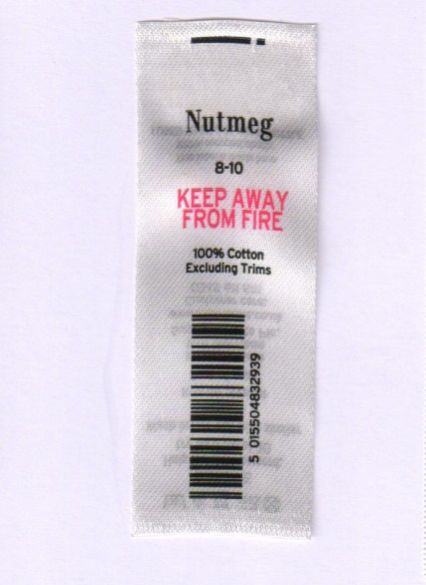 Nutmeg
8-10
KEEP AWAY
FROM FIRE
100% Cotton
Excluding Trims
5 015504832939